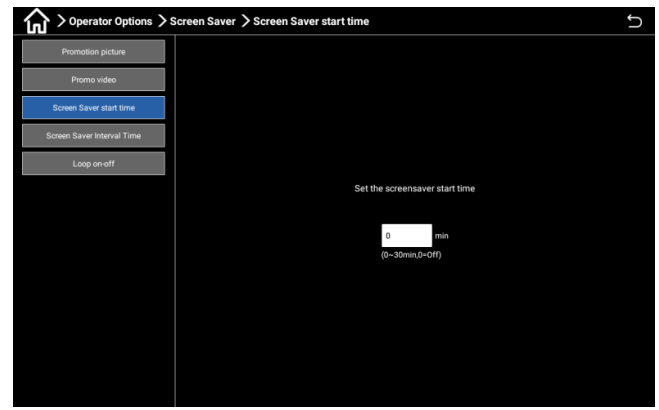 > Operator Options > Screen Saver > Screen Saver start time
Promotion picture
Promo video
Screen Saver start time
Screen Saver Interval Time
Loop on-off
Set the screensaver start time
0 min
(0~30min,0=Off)